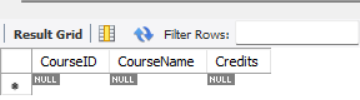 Result Grid Filter Rows:
CourseID CourseName Credits
NULL NULL NULL